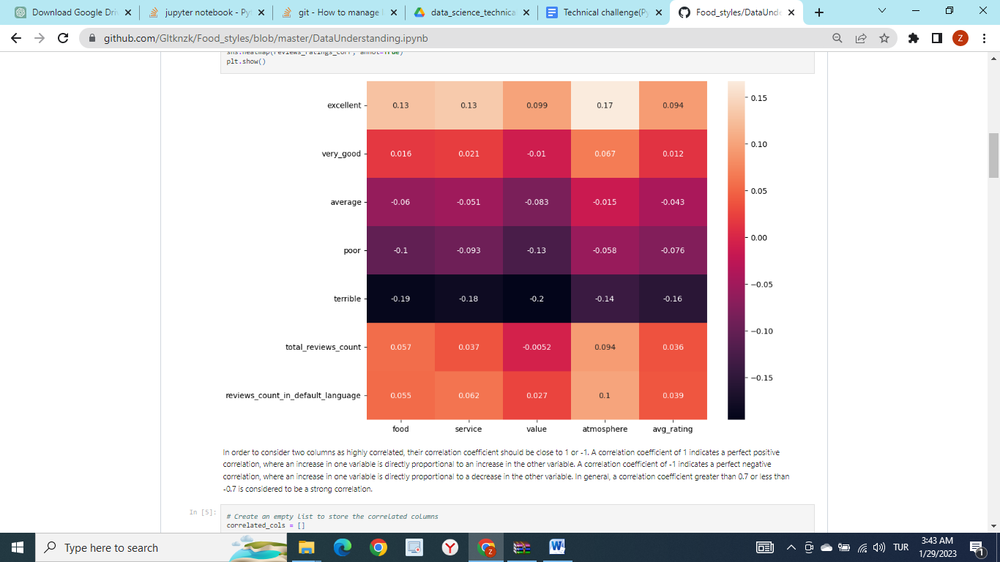 Download Google Dri
jupyter notebook - Py
git - How to manage
data_science_technica
Technical challenge(Py
Food_styles/DataUnde
github.com/Gltknzk/Food_styles/blob/master/DataUnderstanding.ipynb
Z
sns.heatmap(reviews_ratings_corr, annot=True)
plt.show()
excellent 0.13 0.13 0.099 0.17 0.094
very_good 0.016 0.021 -0.01 0.067 0.012
average -0.06 -0.051 -0.083 -0.015 -0.043
poor -0.1 -0.093 -0.13 -0.058 -0.076
terrible -0.19 -0.18 -0.2 -0.14 -0.16
total_reviews_count 0.057 0.037 -0.0052 0.094 0.036
reviews_count_in_default_language 0.055 0.062 0.027 0.1 0.039
food service value atmosphere avg_rating
0.15
0.10
0.05
0.00
−0.05
−0.10
−0.15
In order to consider two columns as highly correlated, their correlation coefficient should be close to 1 or -1. A correlation coefficient of 1 indicates a perfect positive
correlation, where an increase in one variable is directly proportional to an increase in the other variable. A correlation coefficient of -1 indicates a perfect negative
correlation, where an increase in one variable is directly proportional to a decrease in the other variable. In general, a correlation coefficient greater than 0.7 or less than
-0.7 is considered to be a strong correlation.
In [5]:
# Create an empty list to store the correlated columns
correlated_cols = []
Type here to search
Z
W
TUR
3:43 AM
1/29/2023
1